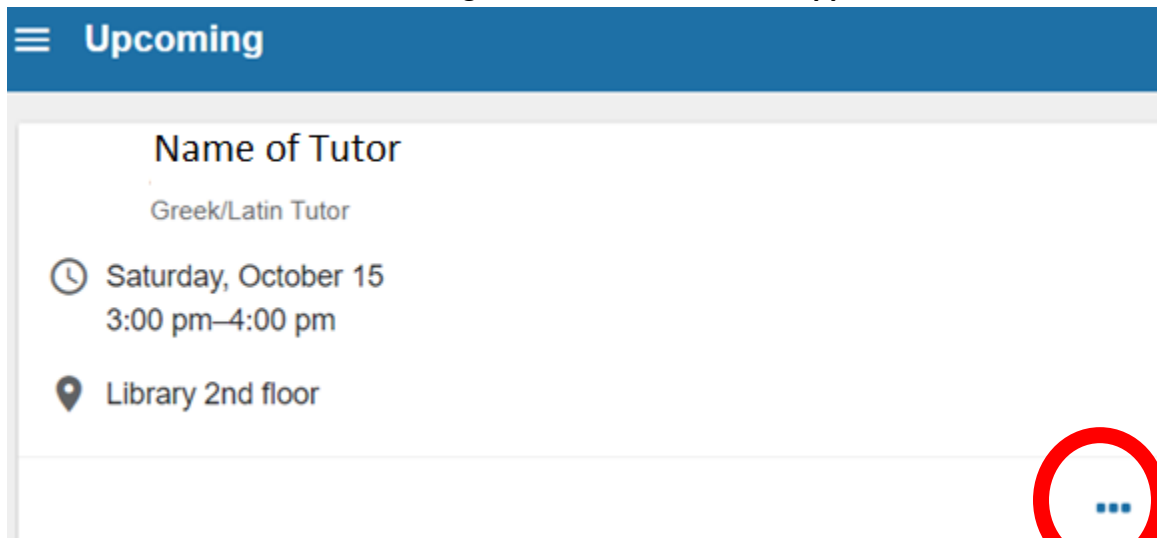 Upcoming
Name of Tutor
Greek/Latin Tutor
Saturday, October 15
3:00 pm–4:00 pm
Library 2nd floor